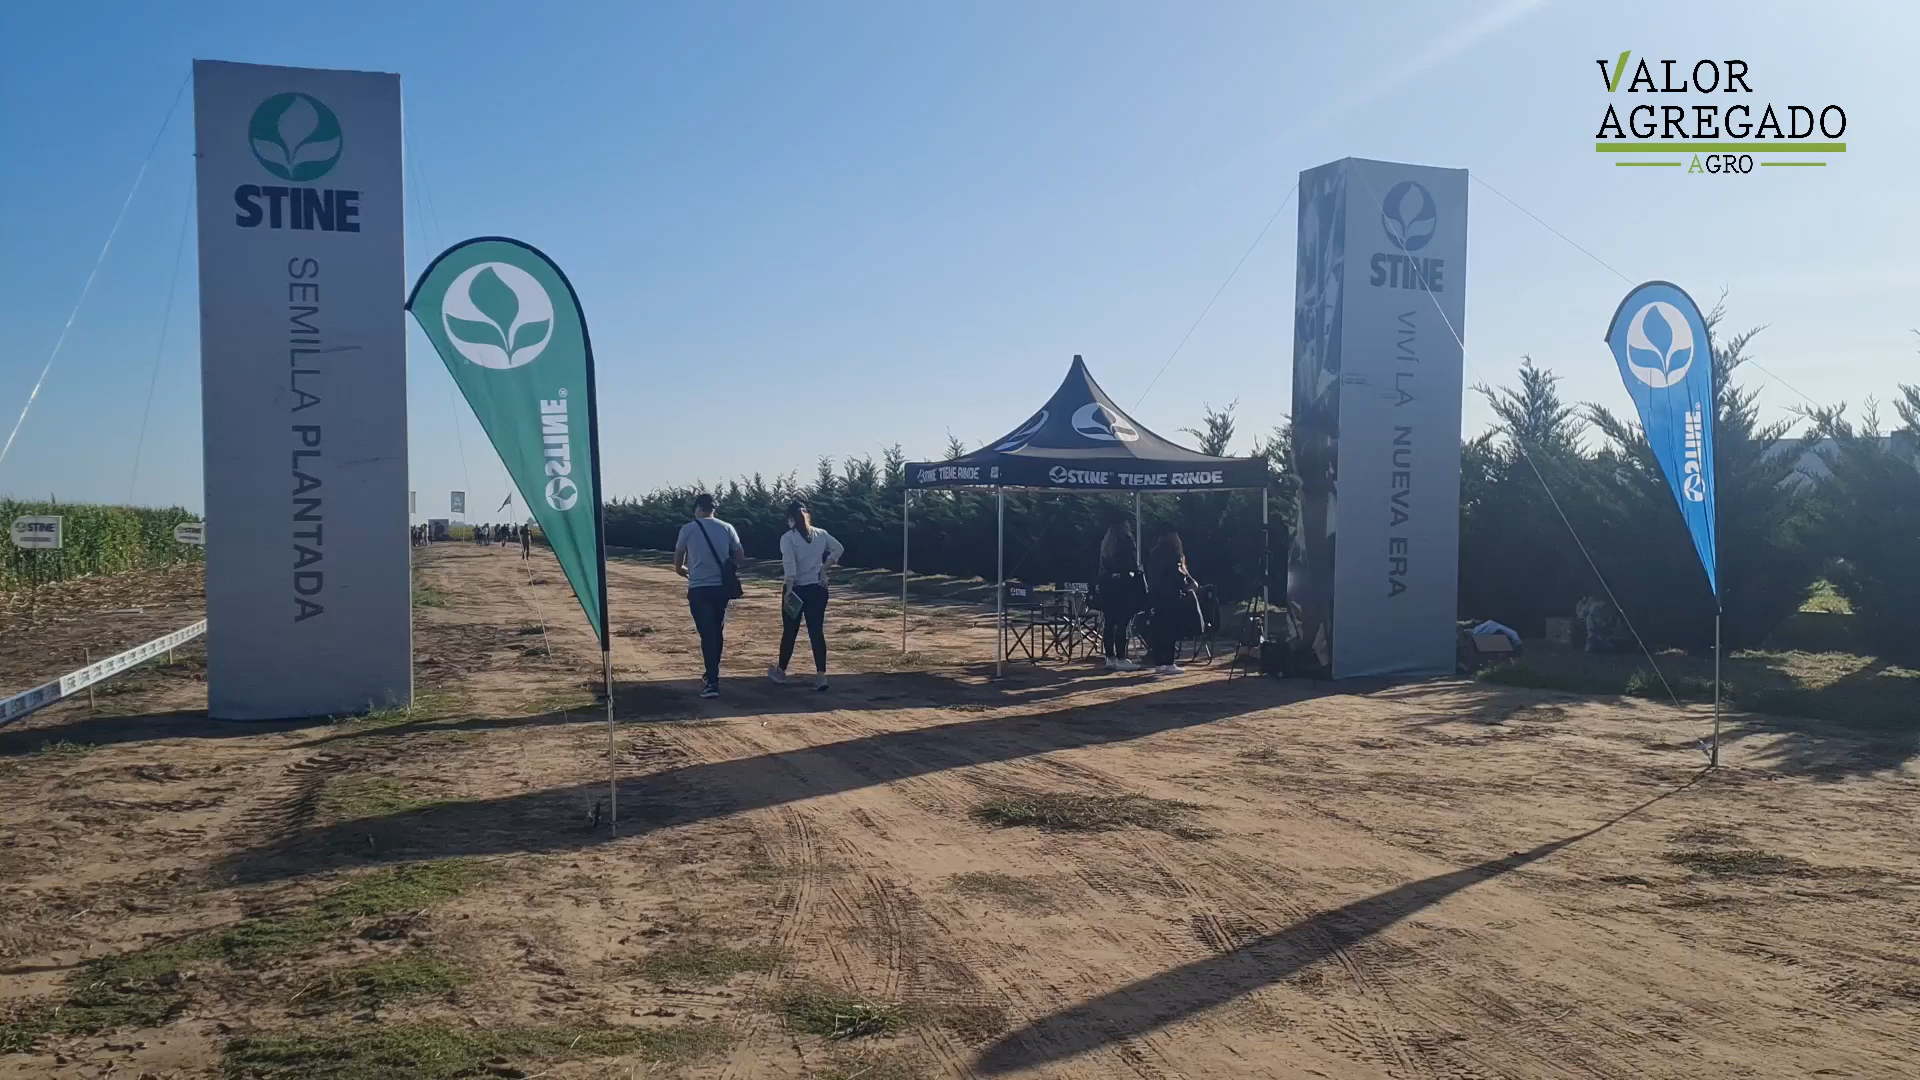 VALOR
AGREGADO
AGRO
STINE
SEMILLA PLANTADA
STINE®
STINE
VIVÍ LA NUEVA ERA
STINE®
STINE TIENE RINDE
STINE® TIENE RINDE
STINE
STINE
STINE